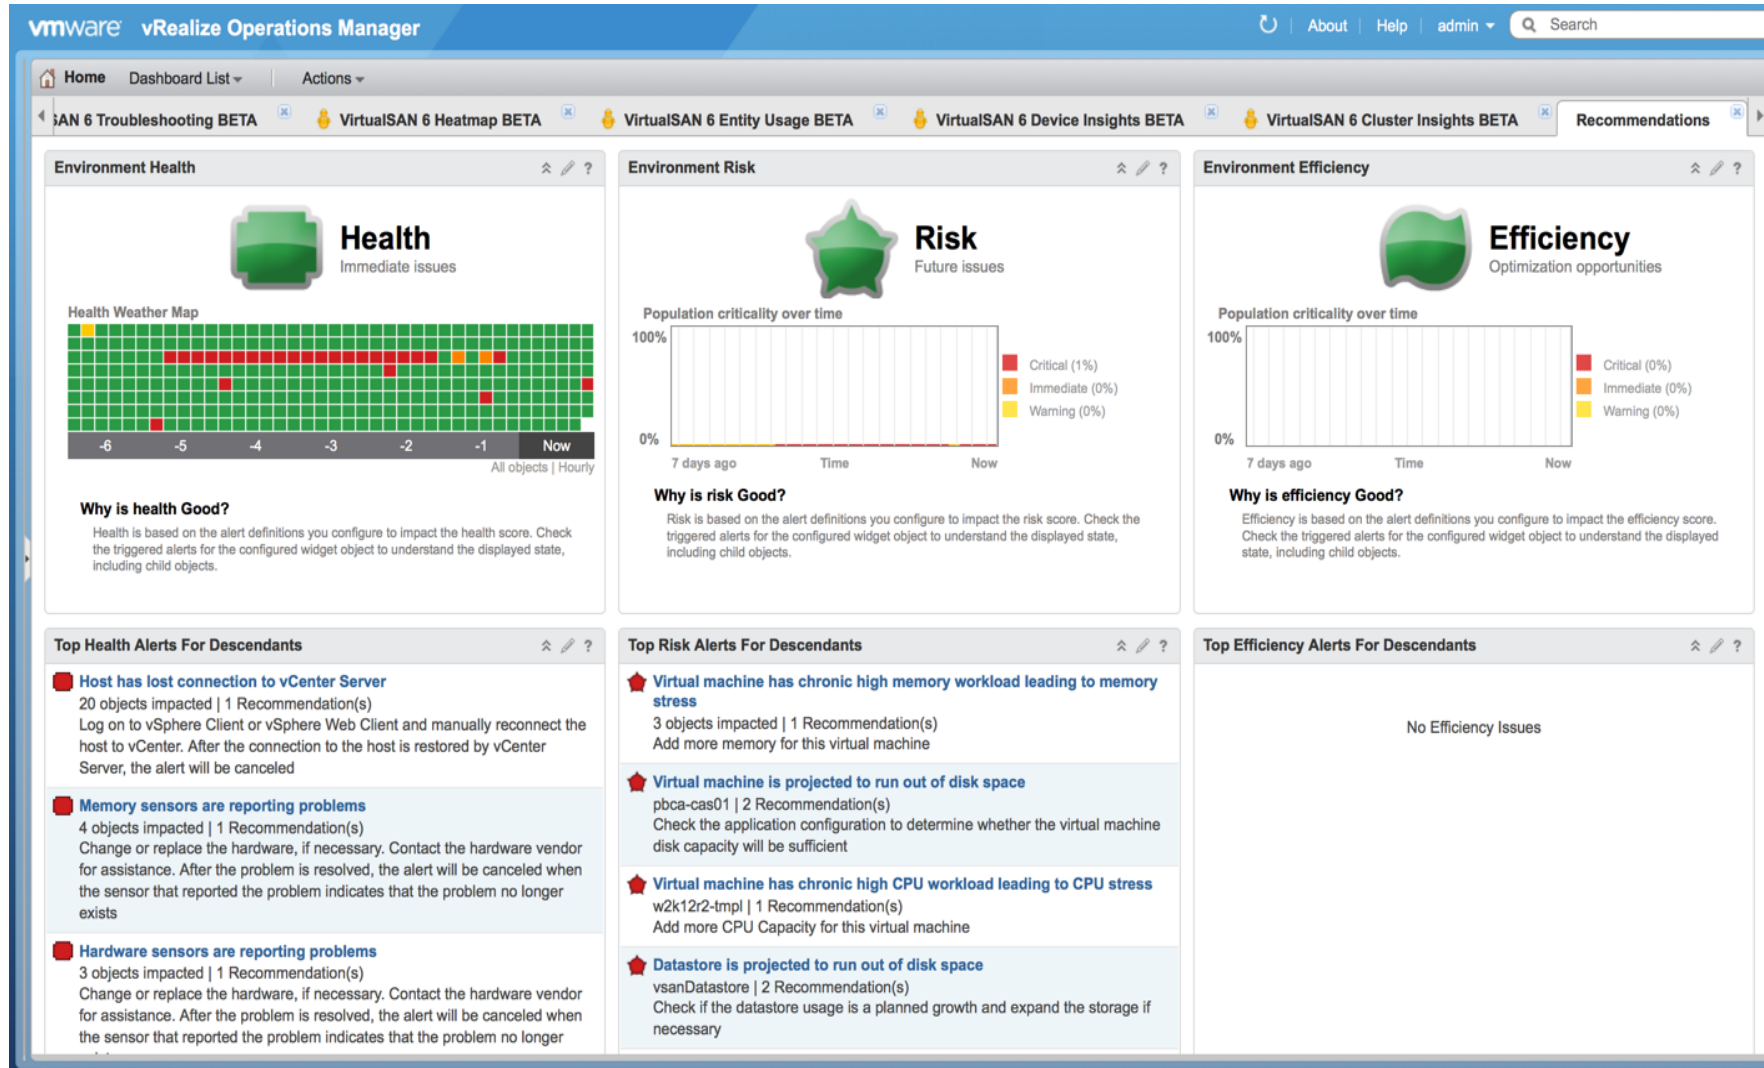 vmware vRealize Operations Manager
About Help admin Search
Home Dashboard List Actions
SAN 6 Troubleshooting BETA VirtualSAN 6 Heatmap BETA VirtualSAN 6 Entity Usage BETA VirtualSAN 6 Device Insights BETA VirtualSAN 6 Cluster Insights BETA Recommendations
Environment Health ?
Health
Immediate issues
Health Weather Map
-6 -5 -4 -3 -2 -1 Now
All objects | Hourly
Why is health Good?
Health is based on the alert definitions you configure to impact the health score. Check
the triggered alerts for the configured widget object to understand the displayed state,
including child objects.
Environment Risk ?
Risk
Future issues
Population criticality over time
100%
Critical (1%)
Immediate (0%)
Warning (0%)
0%
7 days ago Time Now
Why is risk Good?
Risk is based on the alert definitions you configure to impact the risk score. Check the
triggered alerts for the configured widget object to understand the displayed state,
including child objects.
Environment Efficiency ?
Efficiency
Optimization opportunities
Population criticality over time
100%
Critical (0%)
Immediate (0%)
Warning (0%)
0%
7 days ago Time Now
Why is efficiency Good?
Efficiency is based on the alert definitions you configure to impact the efficiency score.
Check the triggered alerts for the configured widget object to understand the displayed
state, including child objects.
Top Health Alerts For Descendants ?
Host has lost connection to vCenter Server
20 objects impacted | 1 Recommendation(s)
Log on to vSphere Client or vSphere Web Client and manually reconnect the
host to vCenter. After the connection to the host is restored by vCenter
Server, the alert will be canceled
Memory sensors are reporting problems
4 objects impacted | 1 Recommendation(s)
Change or replace the hardware, if necessary. Contact the hardware vendor
for assistance. After the problem is resolved, the alert will be canceled when
the sensor that reported the problem indicates that the problem no longer
exists
Hardware sensors are reporting problems
3 objects impacted | 1 Recommendation(s)
Change or replace the hardware, if necessary. Contact the hardware vendor
for assistance. After the problem is resolved, the alert will be canceled when
the sensor that reported the problem indicates that the problem no longer
Top Risk Alerts For Descendants ?
Virtual machine has chronic high memory workload leading to memory
stress
3 objects impacted | 1 Recommendation(s)
Add more memory for this virtual machine
Virtual machine is projected to run out of disk space
pbca-cas01 | 2 Recommendation(s)
Check the application configuration to determine whether the virtual machine
disk capacity will be sufficient
Virtual machine has chronic high CPU workload leading to CPU stress
w2k12r2-tmpl | 1 Recommendation(s)
Add more CPU Capacity for this virtual machine
Datastore is projected to run out of disk space
vsanDatastore | 2 Recommendation(s)
Check if the datastore usage is a planned growth and expand the storage if
necessary
Top Efficiency Alerts For Descendants ?
No Efficiency Issues